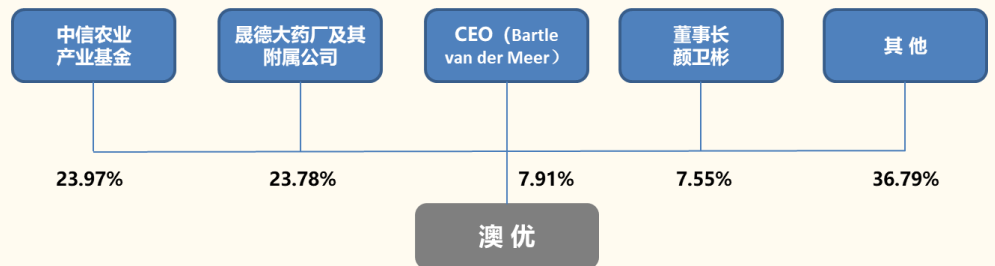 中信农业
产业基金
晟德大药厂及其
附属公司
CEO（Bartle
van der Meer）
董事长
颜卫彬
其 他
23.97%
23.78%
7.91%
7.55%
36.79%
澳 优